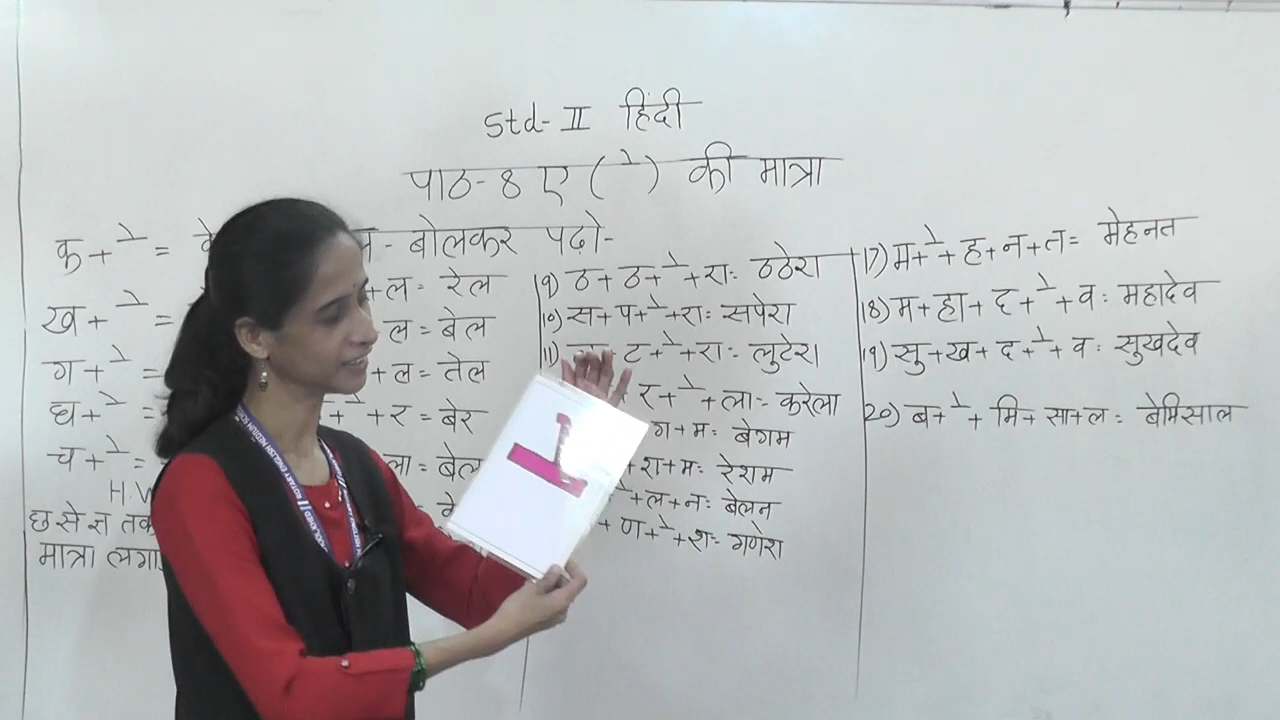 Std- II हिंदी
पाठ-8 ए ( े ) की मात्रा
- बोलकर पढ़ो-
क + े =
ख + े =
ग + े =
घ + े =
च + े =
H W
छ से श तक
मात्रा
+ल = रेल
ल = बेल
+ ल = तेल
े + र = बेर
ला =
9) ठ + ठ + े + रा = ठठेरा
10) स + प + े + रा = सपेरा
11) ट + े + रा = लुटेरा
र + े + ला = करेला
ग + म = बेगम
+ श + म = रेशम
+ ल + न = बेलन
+ ण + े + श = गणेश
17) म + े + ह + न + त = मेहनत
18) म + हा + द + े + व = महादेव
19) सु + ख + द + े + व = सुखदेव
20) ब + े + मि + सा + ल = बेमिसाल